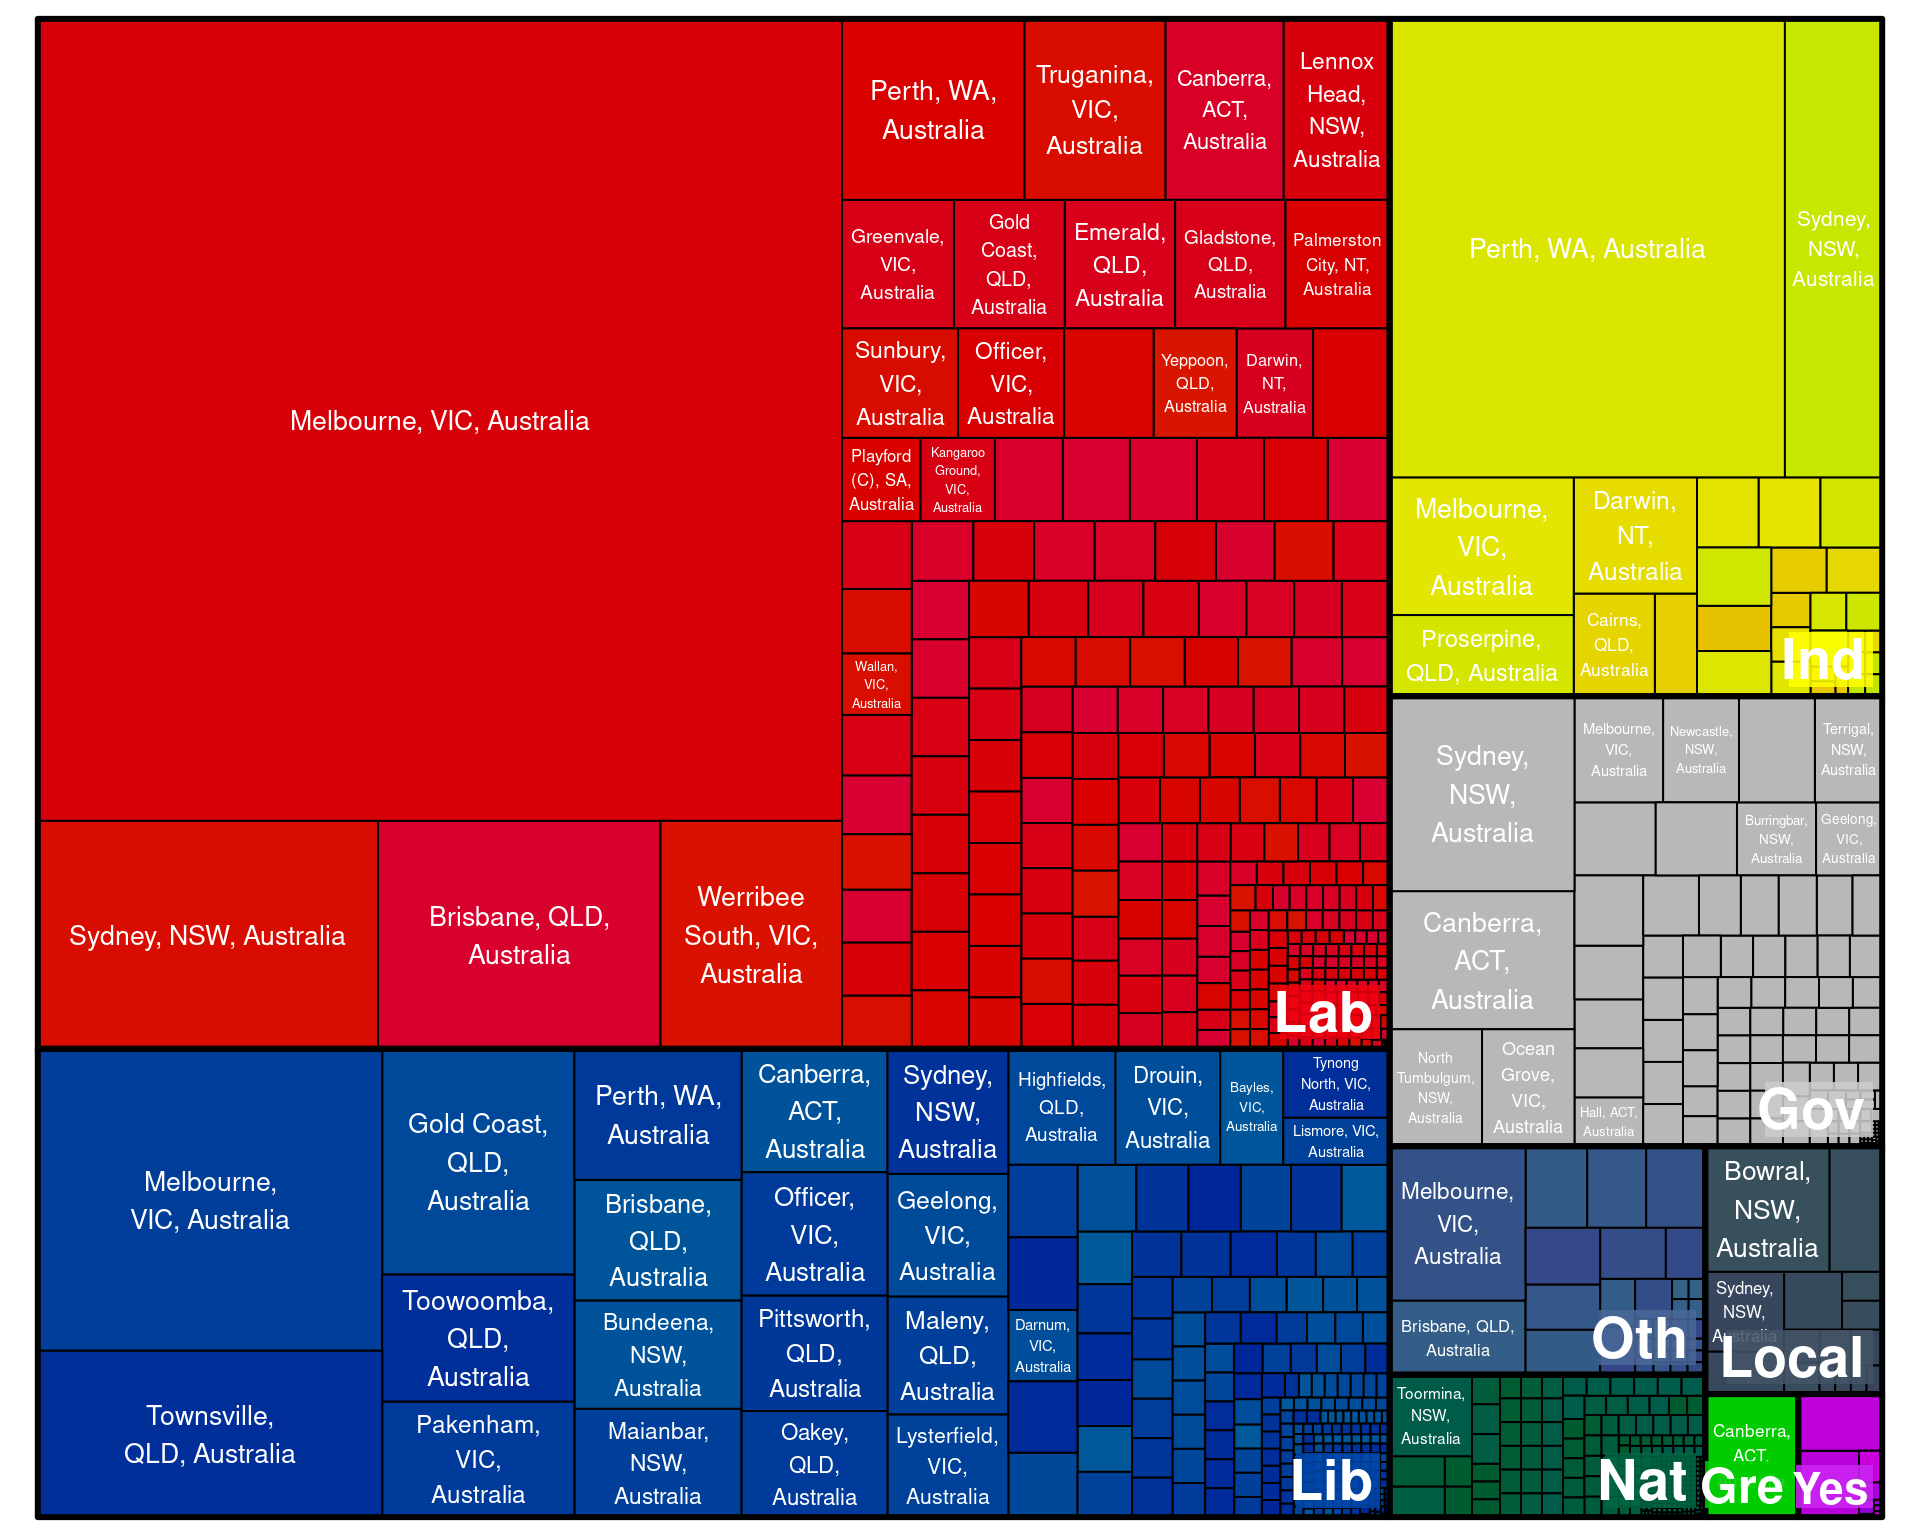 Melbourne, VIC, Australia
Sydney, NSW, Australia
Brisbane, QLD,
Australia
Werribee
South, VIC,
Australia
Perth, WA,
Australia
Truganina,
VIC,
Australia
Canberra,
ACT,
Australia
Lennox
Head,
NSW,
Australia
Greenvale,
VIC,
Australia
Gold
Coast,
QLD,
Australia
Emerald,
QLD,
Australia
Gladstone,
QLD,
Australia
Palmerston
City, NT,
Australia
Sunbury,
VIC,
Australia
Officer,
VIC,
Australia
Yeppoon,
QLD,
Australia
Darwin,
NT,
Australia
Playford
(C), SA,
Australia
Kangaroo
Ground,
VIC,
Australia
Wallan,
VIC,
Australia
Lab
Melbourne,
VIC, Australia
Townsville,
QLD, Australia
Gold Coast,
QLD,
Australia
Toowoomba,
QLD,
Australia
Pakenham,
VIC,
Australia
Perth, WA,
Australia
Brisbane,
QLD,
Australia
Bundeena,
NSW,
Australia
Maianbar,
NSW,
Australia
Canberra,
ACT,
Australia
Officer,
VIC,
Australia
Pittsworth,
QLD,
Australia
Oakey,
QLD,
Australia
Sydney,
NSW,
Australia
Geelong,
VIC,
Australia
Maleny,
QLD,
Australia
Lysterfield,
VIC,
Australia
Highfields,
QLD,
Australia
Drouin,
VIC,
Australia
Bayles,
VIC,
Australia
Tynong
North, VIC,
Australia
Lismore, VIC,
Australia
Darnum,
VIC,
Australia
Lib
Perth, WA, Australia
Sydney,
NSW,
Australia
Melbourne,
VIC,
Australia
Proserpine,
QLD, Australia
Darwin,
NT,
Australia
Cairns,
QLD,
Australia
Ind
Sydney,
NSW,
Australia
Canberra,
ACT,
Australia
North
Tumbulgum,
NSW,
Australia
Ocean
Grove,
VIC,
Australia
Melbourne,
VIC,
Australia
Newcastle,
NSW,
Australia
Terrigal,
NSW,
Australia
Burringbar,
NSW,
Australia
Geelong,
VIC,
Australia
Hall, ACT,
Australia
Gov
Melbourne,
VIC,
Australia
Brisbane, QLD,
Australia
Oth
Bowral,
NSW,
Australia
Sydney,
NSW,
Australia
Local
Toormina,
NSW,
Australia
Nat
Canberra,
ACT,
Gre
Yes